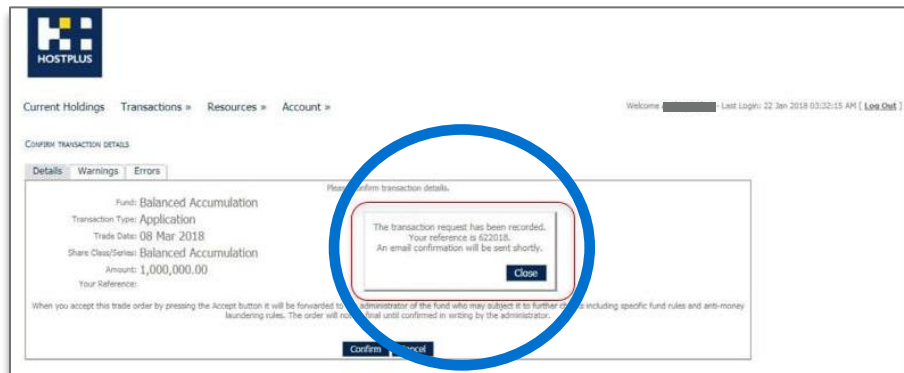 HOSTPLUS
Current Holdings Transactions » Resources » Account »
Welcome - Last Login: 22 Jan 2018 03:32:15 AM [ Log Out ]
CONFIRM TRANSACTION DETAILS
Details Warnings Errors
Please confirm transaction details.
Fund: Balanced Accumulation
Transaction Type: Application
Trade Date: 08 Mar 2018
Share Class/Series: Balanced Accumulation
Amount: 1,000,000.00
Your Reference:
The transaction request has been recorded.
Your reference is 622018.
An email confirmation will be sent shortly.
Close
When you accept this trade order by pressing the Accept button it will be forwarded to administrator of the fund who may subject it to further including specific fund rules and anti-money
laundering rules. The order will not final until confirmed in writing by the administrator.
Confirm Cancel